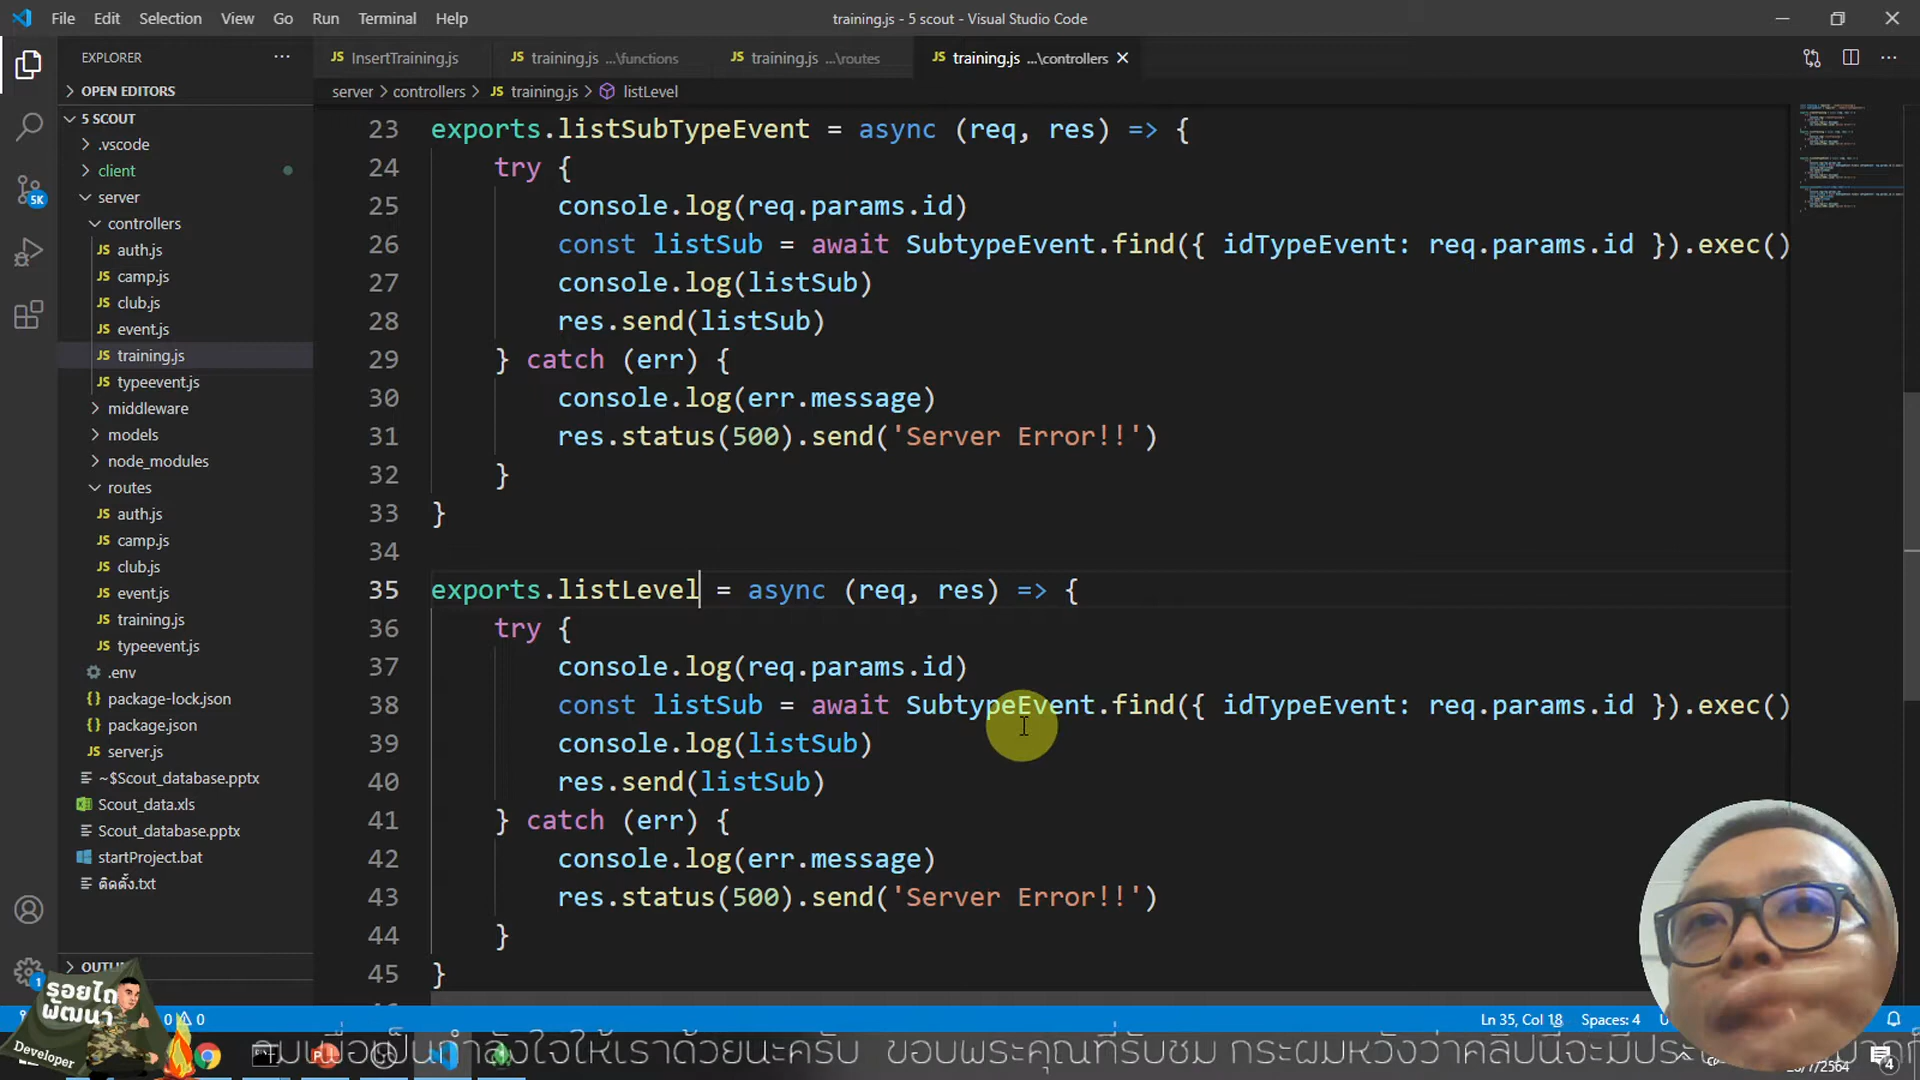 File Edit Selection View Go Run Terminal Help
training.js - 5 scout - Visual Studio Code
EXPLORER
InsertTraining.js
training.js ...\functions
training.js ...\routes
training.js ...\controllers
OPEN EDITORS
server > controllers > JS training.js > listLevel
5 SCOUT
.vscode
client
server
controllers
JS auth.js
JS camp.js
JS club.js
JS event.js
JS training.js
JS typeevent.js
middleware
models
node_modules
routes
JS auth.js
JS camp.js
JS club.js
JS event.js
JS training.js
JS typeevent.js
.env
package-lock.json
package.json
JS server.js
~$Scout_database.pptx
Scout_data.xls
Scout_database.pptx
startProject.bat
ติดตั้ง.txt
5K
23 exports.listSubTypeEvent = async (req, res) => {
24 try {
25 console.log(req.params.id)
26 const listSub = await SubtypeEvent.find({ idTypeEvent: req.params.id }).exec()
27 console.log(listSub)
28 res.send(listSub)
29 } catch (err) {
30 console.log(err.message)
31 res.status(500).send('Server Error!!')
32 }
33 }
34
35 exports.listLevel = async (req, res) => {
36 try {
37 console.log(req.params.id)
38 const listSub = await SubtypeEvent.find({ idTypeEvent: req.params.id }).exec()
39 console.log(listSub)
40 res.send(listSub)
41 } catch (err) {
42 console.log(err.message)
43 res.status(500).send('Server Error!!')
44 }
45 }
1
รอยไถ
พัฒนา
Developer
0 0
Ln 35, Col 18 Spaces: 4
เพื่อเป็นกำลังใจให้เราด้วยนะครับ ขอบพระคุณที่รับชม กระผมหวังว่าคลิปนี้จะมีประ
4